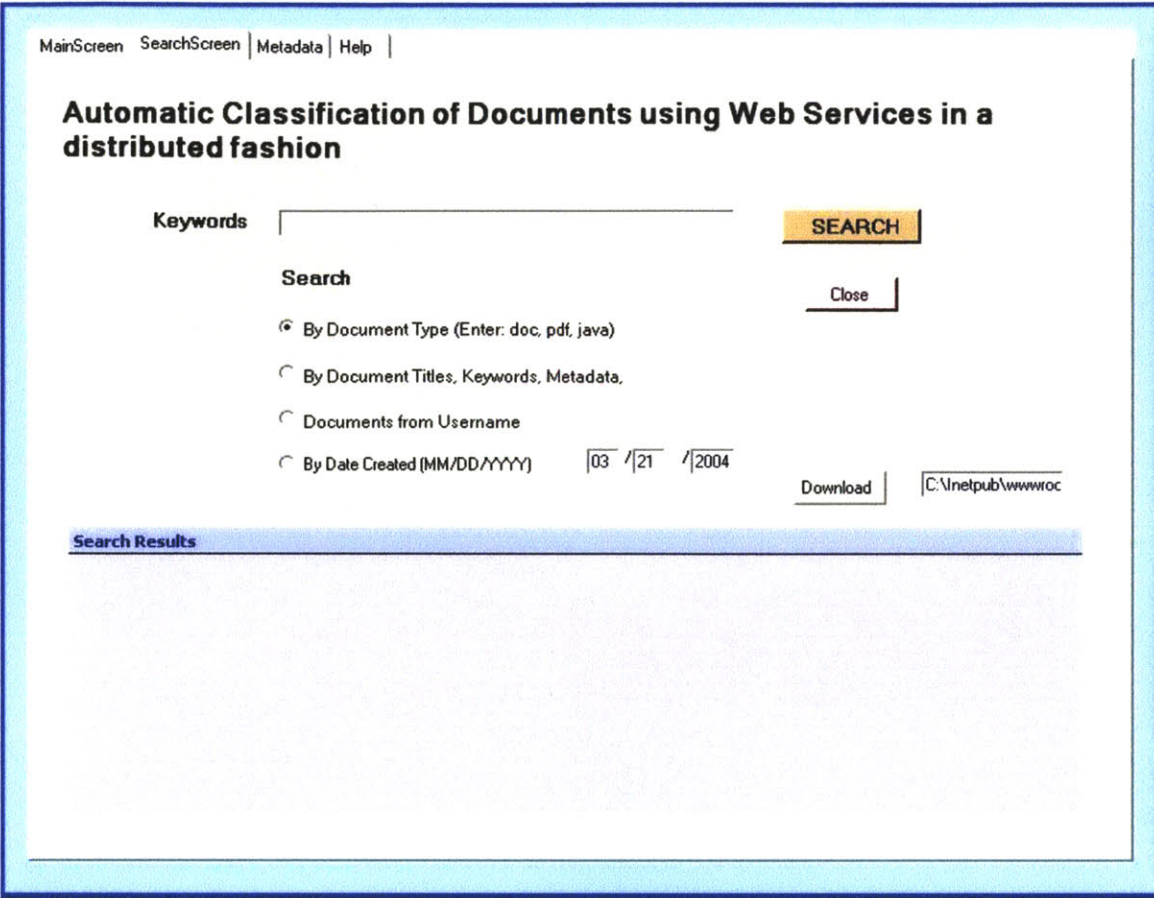 MainScreen SearchScreen Metadata Help
Automatic Classification of Documents using Web Services in a
distributed fashion
Keywords
SEARCH
Search
Close
By Document Type (Enter: doc, pdf, java)
By Document Titles, Keywords, Metadata,
Documents from Username
By Date Created (MM/DD/YYYY) 03 / 21 / 2004
Download C:\Inetpub\wwwroc
Search Results